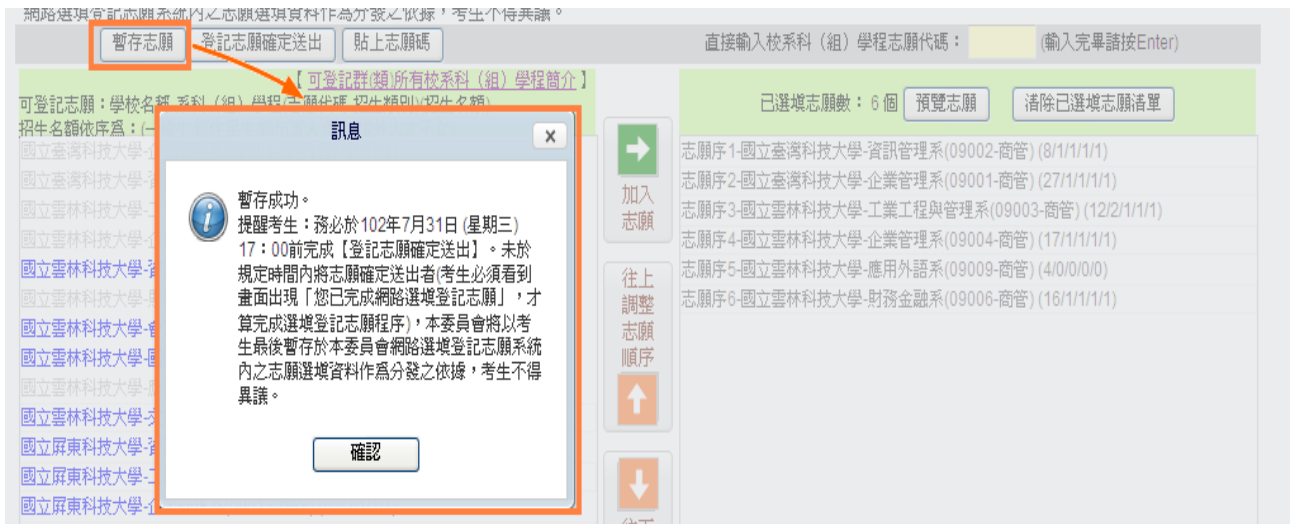 網路選填登記志願系統內之志願選填資料作為分發之依據，考生不得異議。
暫存志願 登記志願確定送出 貼上志願碼 直接輸入校系科（組）學程志願代碼： (輸入完畢請按Enter)
【 可登記群(類)所有校系科（組）學程簡介 】
可登記志願：學校名稱-系科（組）學程(志願代碼-招生類別)(招生名額)
招生名額依序為：(一
已選填志願數： 6 個 預覽志願 清除已選填志願清單
訊息
暫存成功。
提醒考生：務必於102年7月31日 (星期三)
17：00前完成【登記志願確定送出】。未於
規定時間內將志願確定送出者(考生必須看到
畫面出現「您已完成網路選填登記志願」，才
算完成選填登記志願程序)，本委員會將以考
生最後暫存於本委員會網路選填登記志願系統
內之志願選填資料作為分發之依據，考生不得
異議。
確認
國立臺灣科技大學-企
國立臺灣科技大學-資
國立雲林科技大學-工
國立雲林科技大學-企
國立雲林科技大學-資
國立雲林科技大學-財
國立雲林科技大學-會
國立雲林科技大學-國
國立雲林科技大學-應
國立雲林科技大學-文
國立屏東科技大學-資
國立屏東科技大學-工
國立屏東科技大學-企
加入
志願
往上
調整
志願
順序
往下
志願序1-國立臺灣科技大學-資訊管理系(09002-商管) (8/1/1/1/1)
志願序2-國立臺灣科技大學-企業管理系(09001-商管) (27/1/1/1/1)
志願序3-國立雲林科技大學-工業工程與管理系(09003-商管) (12/2/1/1/1)
志願序4-國立雲林科技大學-企業管理系(09004-商管) (17/1/1/1/1)
志願序5-國立雲林科技大學-應用外語系(09009-商管) (4/0/0/0/0)
志願序6-國立雲林科技大學-財務金融系(09006-商管) (16/1/1/1/1)